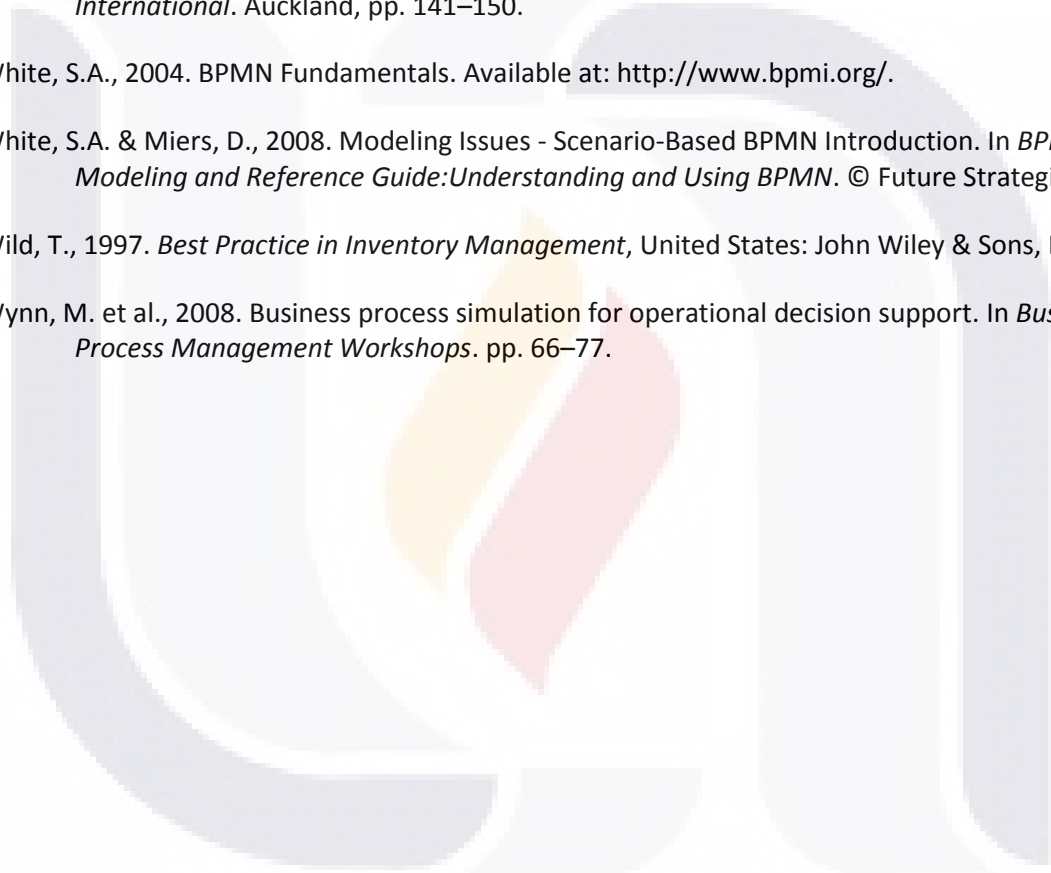 International. Auckland, pp. 141–150.
hite, S.A., 2004. BPMN Fundamentals. Available at: http://www.bpmi.org/.
hite, S.A. & Miers, D., 2008. Modeling Issues - Scenario-Based BPMN Introduction. In BP
Modeling and Reference Guide:Understanding and Using BPMN. © Future Strategi
ild, T., 1997. Best Practice in Inventory Management, United States: John Wiley & Sons,
ynn, M. et al., 2008. Business process simulation for operational decision support. In Bus
Process Management Workshops. pp. 66–77.